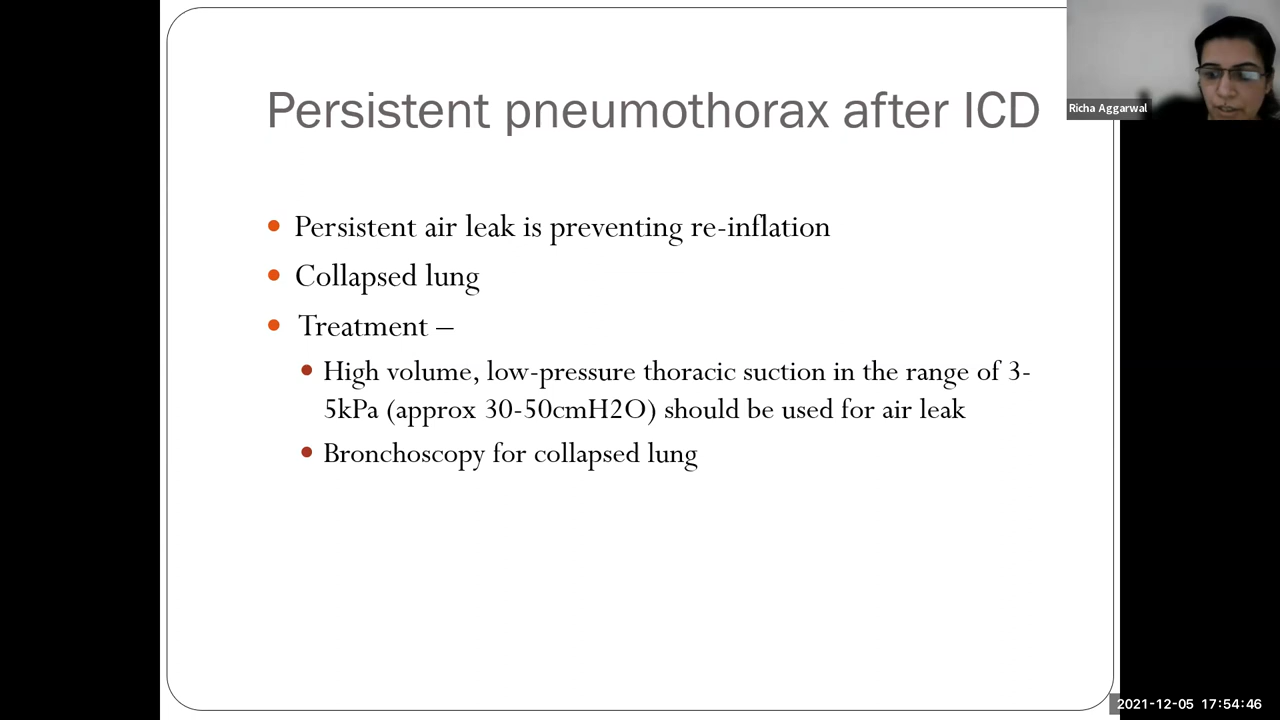 Persistent pneumothorax after ICD
Richa Aggarwal
Persistent air leak is preventing re-inflation
Collapsed lung
Treatment –
High volume, low-pressure thoracic suction in the range of 3-
5kPa (approx 30-50cmH2O) should be used for air leak
Bronchoscopy for collapsed lung
2021-12-05 17:54:46